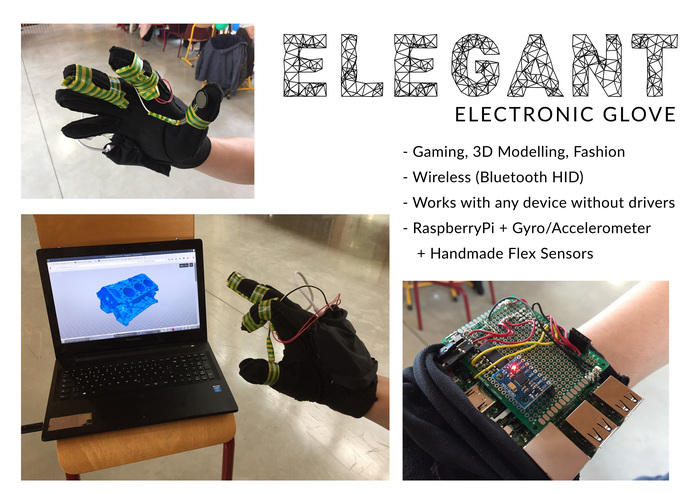 ELEGANT
ELECTRONIC GLOVE
- Gaming, 3D Modelling, Fashion
- Wireless (Bluetooth HID)
- Works with any device without drivers
- RaspberryPi + Gyro/Accelerometer
+ Handmade Flex Sensors